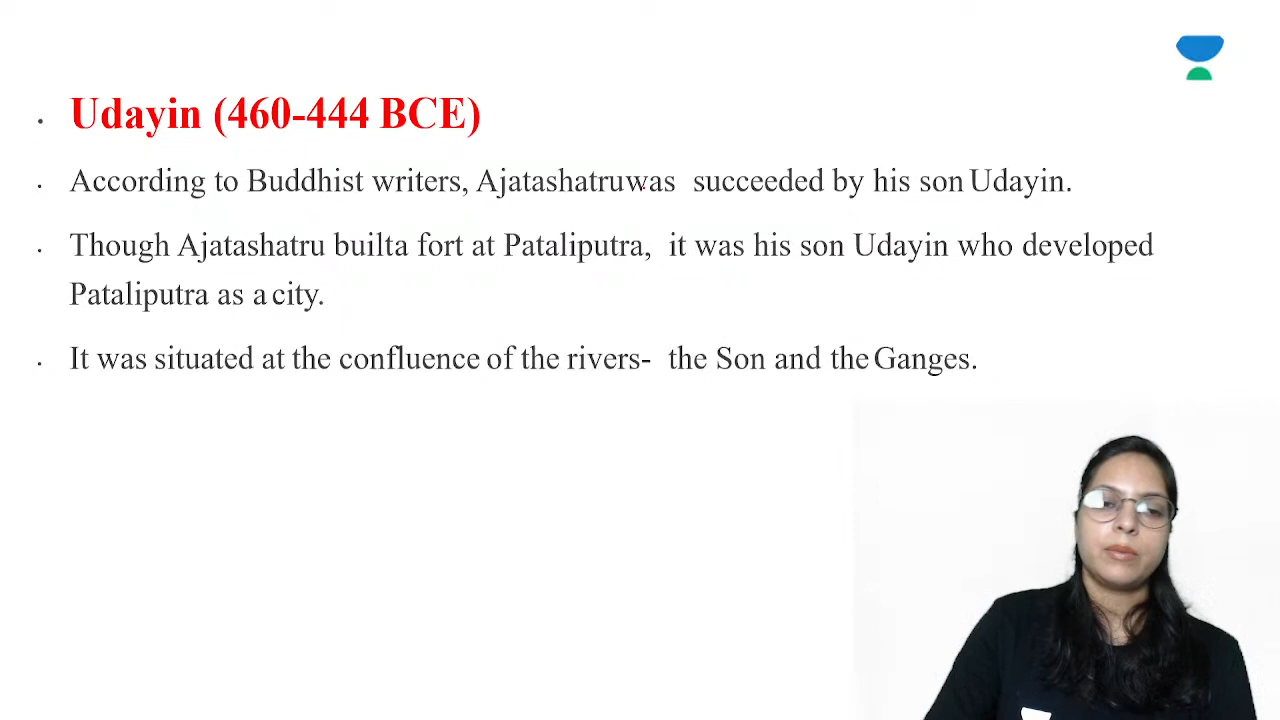 Udayin (460-444 BCE)
According to Buddhist writers, Ajatashatruwas succeeded by his son Udayin.
Though Ajatashatru builta fort at Pataliputra, it was his son Udayin who developed
Pataliputra as a city.
It was situated at the confluence of the rivers- the Son and the Ganges.